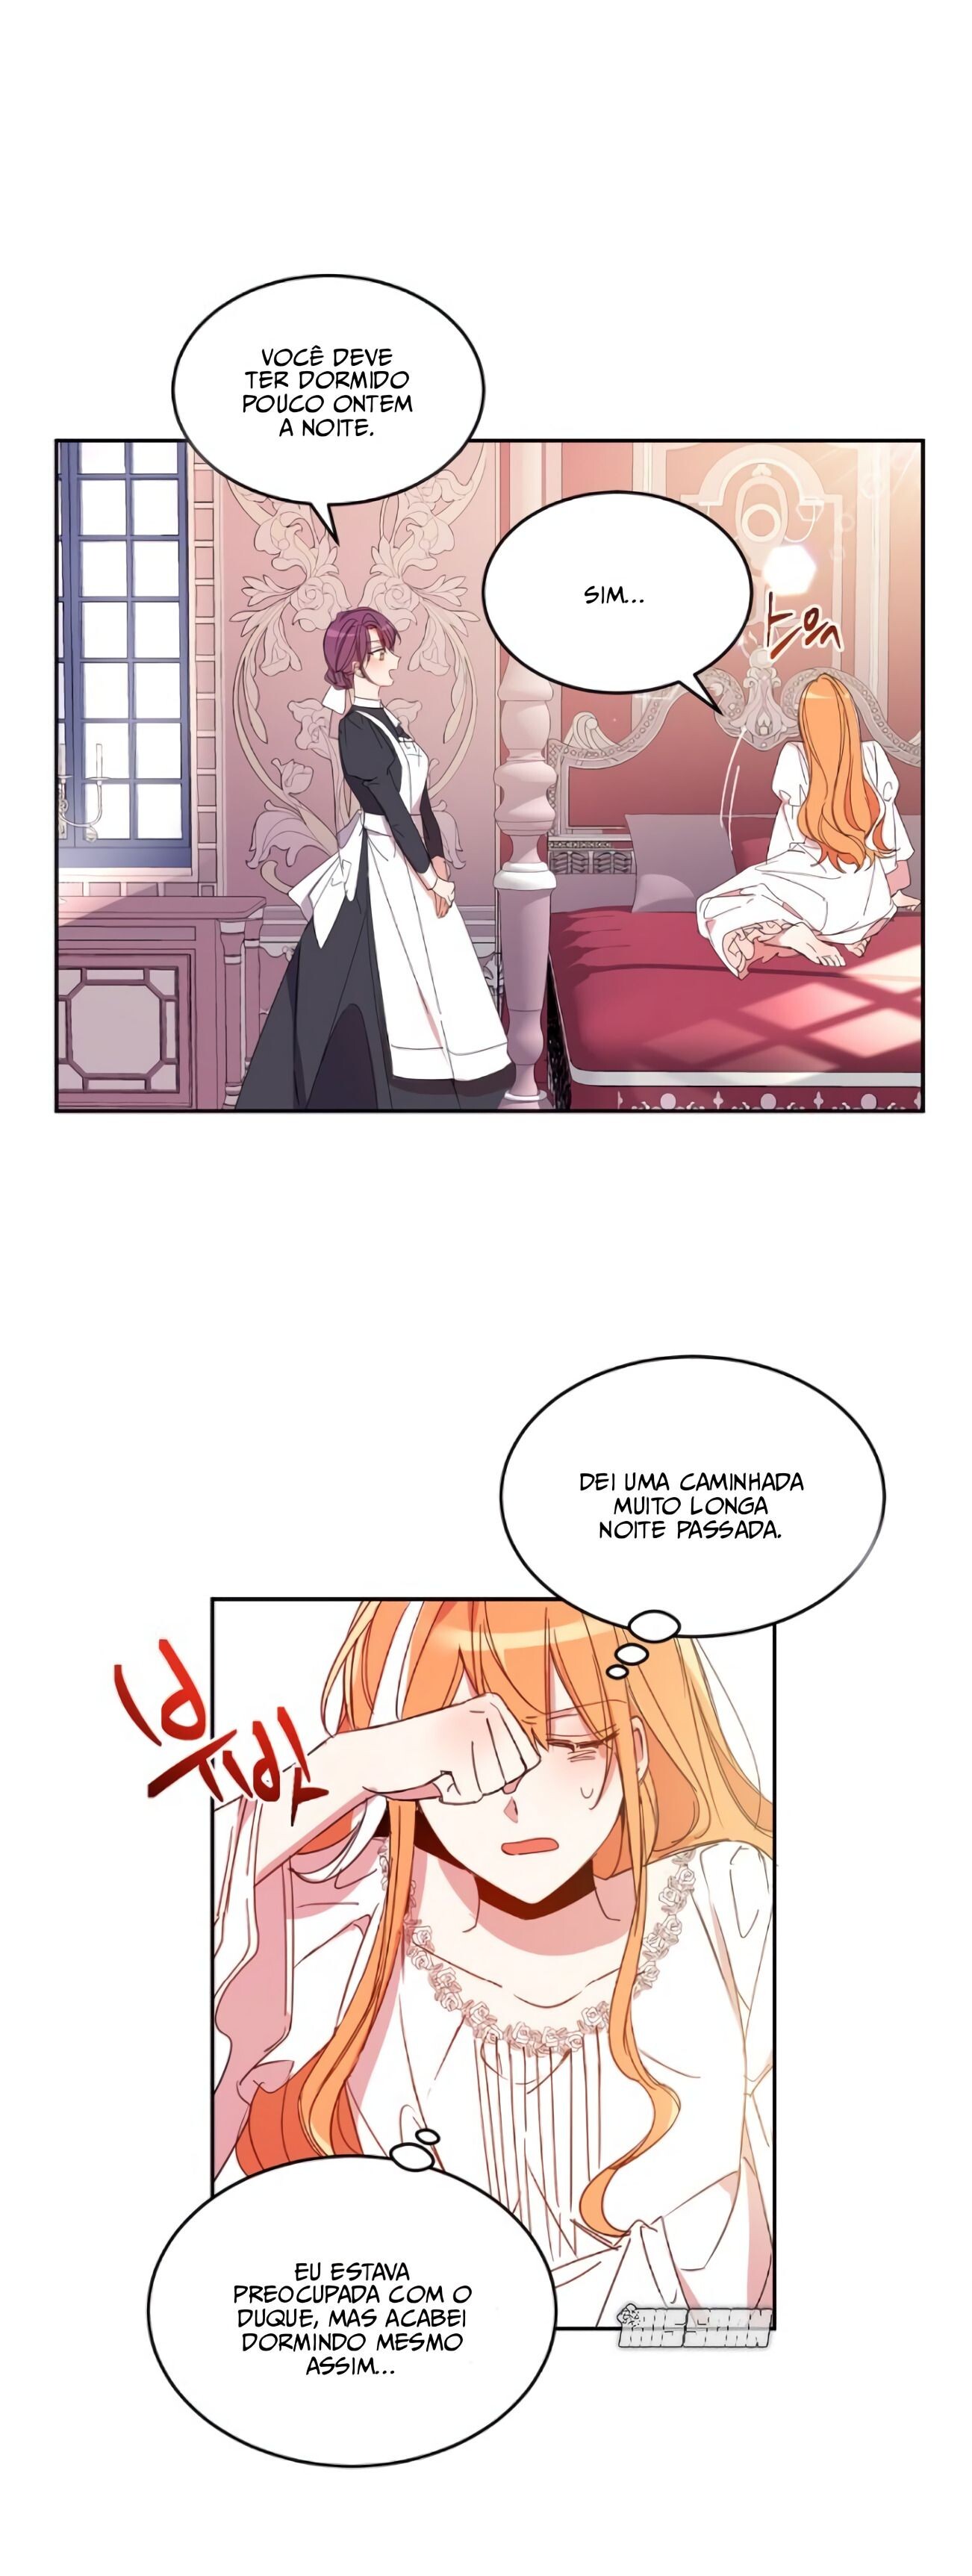 VOCÊ DEVE
TER DORMIDO
POUCO ONTEM
A NOITE.
SIM...
DEI UMA CAMINHADA
MUITO LONGA
NOITE PASSADA.
EU ESTAVA
PREOCUPADA COM O
DUQUE, MAS ACABEI
DORMINDO MESMO
ASSIM...